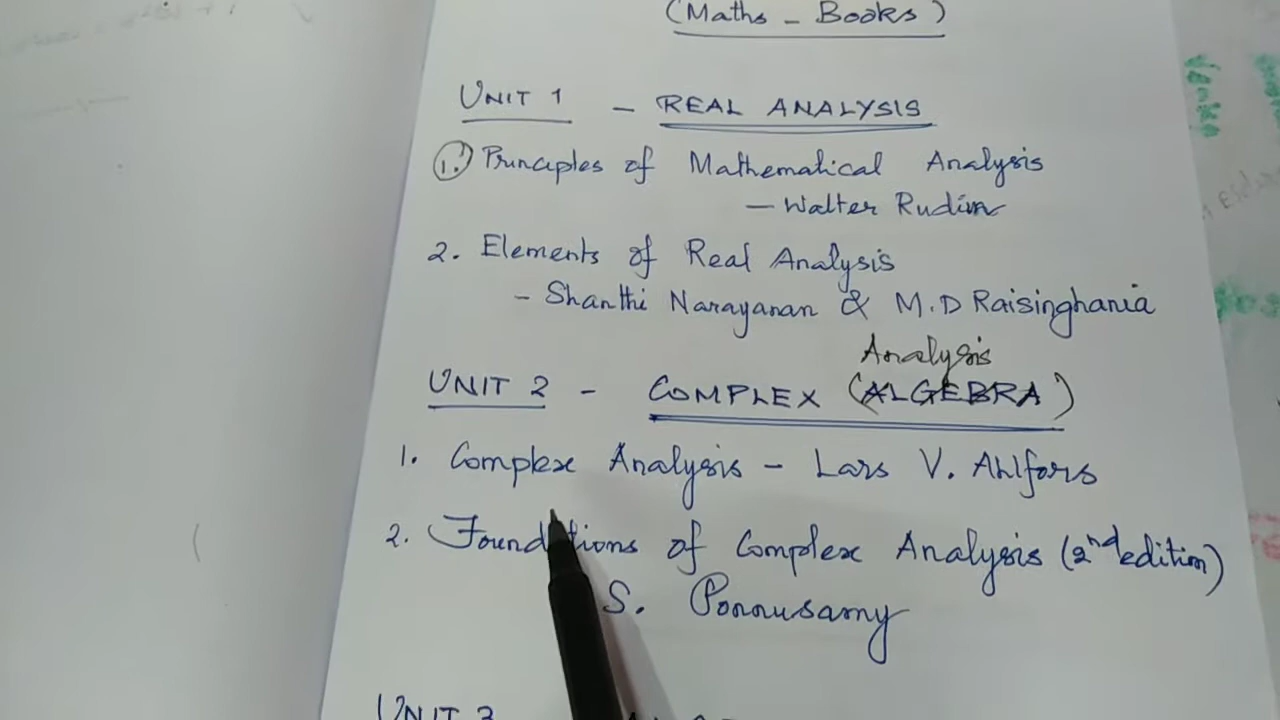 (Maths - Books)
UNIT 1 - REAL ANALYSIS
1. Principles of Mathematical Analysis
- Walter Rudin
2. Elements of Real Analysis
- Shanthi Narayanan & M.D Raisinghania
Analysis
UNIT 2 - COMPLEX (ALGEBRA)
1. Complex Analysis - Lars V. Ahlfors
2. Foundations of Complex Analysis (2nd edition)
S. Ponnusamy
UNIT 3